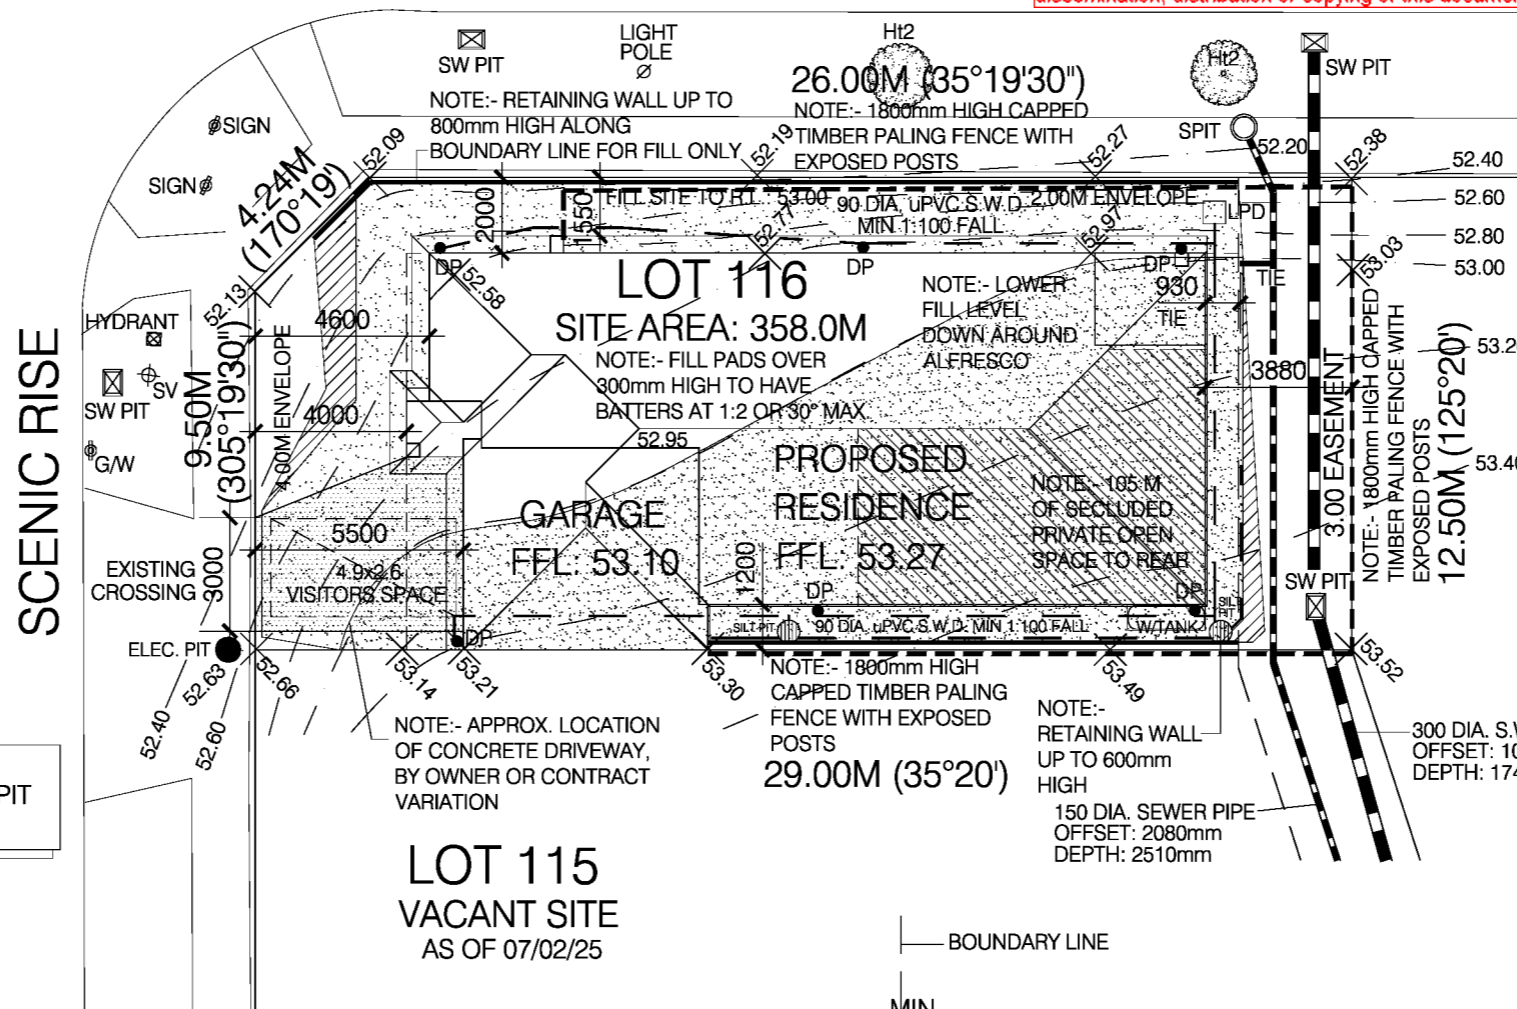 SW PIT
LIGHT
POLE
Ht2
26.00M (35°19'30")
Ht2
SW PIT
NOTE:- RETAINING WALL UP TO
800mm HIGH ALONG
BOUNDARY LINE FOR FILL ONLY
NOTE:- 1800mm HIGH CAPPED
TIMBER PALING FENCE WITH
EXPOSED POSTS
SIGN
SIGN
4.24M
(170°19')
52.09
52.19
52.27
SPIT
52.20
52.38
52.40
52.60
52.80
53.00
53.03
FILL SITE TO R.L. : 53.00
90 DIA. uPVC S.W.D.
MIN 1:100 FALL
2.00M ENVELOPE
LPD
2000
1550
52.77
52.97
DP
52.58
DP
DP
TIE
930
TIE
LOT 116
SITE AREA: 358.0M
NOTE:- FILL PADS OVER
300mm HIGH TO HAVE
BATTERS AT 1:2 OR 30° MAX.
NOTE:- LOWER
FILL LEVEL
DOWN AROUND
ALFRESCO
52.13
HYDRANT
SV
SW PIT
G/W
9.50M
(305°19'30")
4.00M ENVELOPE
4600
4000
52.95
3880
3.00 EASEMENT
NOTE:- 1800mm HIGH CAPPED
TIMBER PALING FENCE WITH
EXPOSED POSTS
12.50M (125°20')
53.40
SCENIC RISE
GARAGE
FFL: 53.10
PROPOSED
RESIDENCE
FFL: 53.27
NOTE:- 105 M
OF SECLUDED
PRIVATE OPEN
SPACE TO REAR
5500
4.9x2.6
VISITORS SPACE
EXISTING
CROSSING
3000
1200
DP
DP
DP
SILT PIT
90 DIA. uPVC S.W.D. MIN 1:100 FALL
W/TANK
SILT
PIT
SW PIT
ELEC. PIT
52.63
52.66
52.40
52.60
53.14
53.21
53.30
53.49
53.52
NOTE:- APPROX. LOCATION
OF CONCRETE DRIVEWAY,
BY OWNER OR CONTRACT
VARIATION
NOTE:- 1800mm HIGH
CAPPED TIMBER PALING
FENCE WITH EXPOSED
POSTS
29.00M (35°20')
NOTE:-
RETAINING WALL
UP TO 600mm
HIGH
150 DIA. SEWER PIPE
OFFSET: 2080mm
DEPTH: 2510mm
300 DIA. S.W
OFFSET: 10
DEPTH: 174
PIT
LOT 115
VACANT SITE
AS OF 07/02/25
BOUNDARY LINE